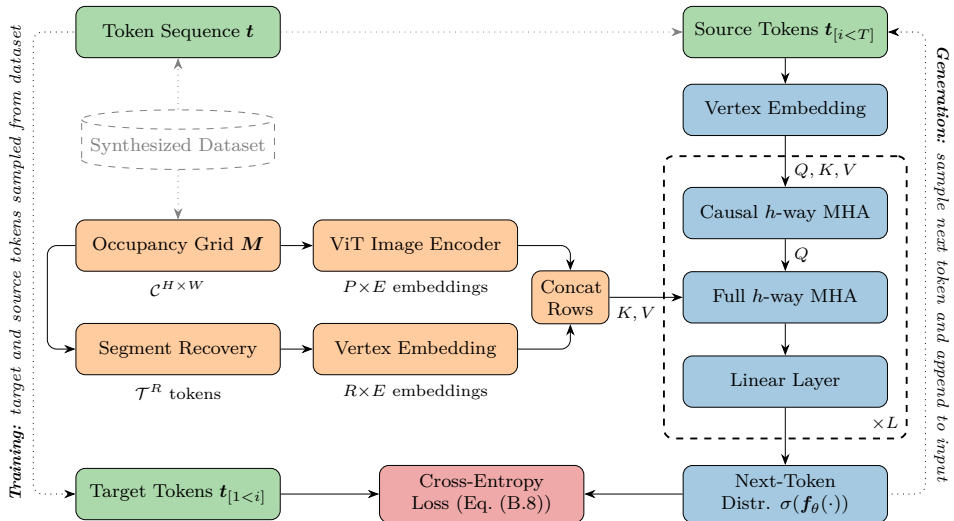 Token Sequence t
Source Tokens t[i<T]
Vertex Embedding
Synthesized Dataset
Q, K, V
Causal h-way MHA
Occupancy Grid M
ViT Image Encoder
Q
C^{H×W}
P×E embeddings
Concat
Rows
Full h-way MHA
K, V
Segment Recovery
Vertex Embedding
Linear Layer
T^R tokens
R×E embeddings
×L
Target Tokens t[1<i]
Cross-Entropy
Loss (Eq. (B.8))
Next-Token
Distr. σ(fθ(·))
Training: target and source tokens sampled from dataset
Generation: sample next token and append to input